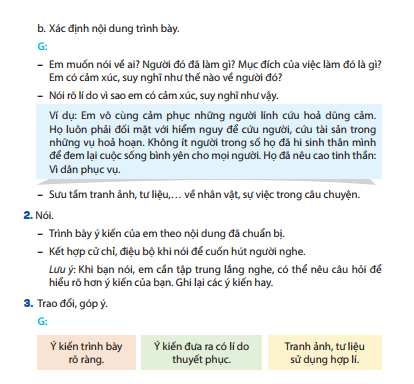 b. Xác định nội dung trình bày.
G:
– Em muốn nói về ai? Người đó đã làm gì? Mục đích của việc làm đó là gì?
Em có cảm xúc, suy nghĩ như thế nào về người đó?
– Nói rõ lí do vì sao em có cảm xúc, suy nghĩ như vậy.
Ví dụ: Em vô cùng cảm phục những người lính cứu hoả dũng cảm.
Họ luôn phải đối mặt với hiểm nguy để cứu người, cứu tài sản trong
những vụ hoả hoạn. Không ít người trong số họ đã hi sinh thân mình
để đem lại cuộc sống bình yên cho mọi người. Họ đã nêu cao tinh thần:
Vì dân phục vụ.
– Sưu tầm tranh ảnh, tư liệu,... về nhân vật, sự việc trong câu chuyện.
2. Nói.
– Trình bày ý kiến của em theo nội dung đã chuẩn bị.
– Kết hợp cử chỉ, điệu bộ khi nói để cuốn hút người nghe.
Lưu ý: Khi bạn nói, em cần tập trung lắng nghe, có thể nêu câu hỏi để
hiểu rõ hơn ý kiến của bạn. Ghi lại các ý kiến hay.
3. Trao đổi, góp ý.
G:
Ý kiến trình bày
rõ ràng.
Ý kiến đưa ra có lí do
thuyết phục.
Tranh ảnh, tư liệu
sử dụng hợp lí.